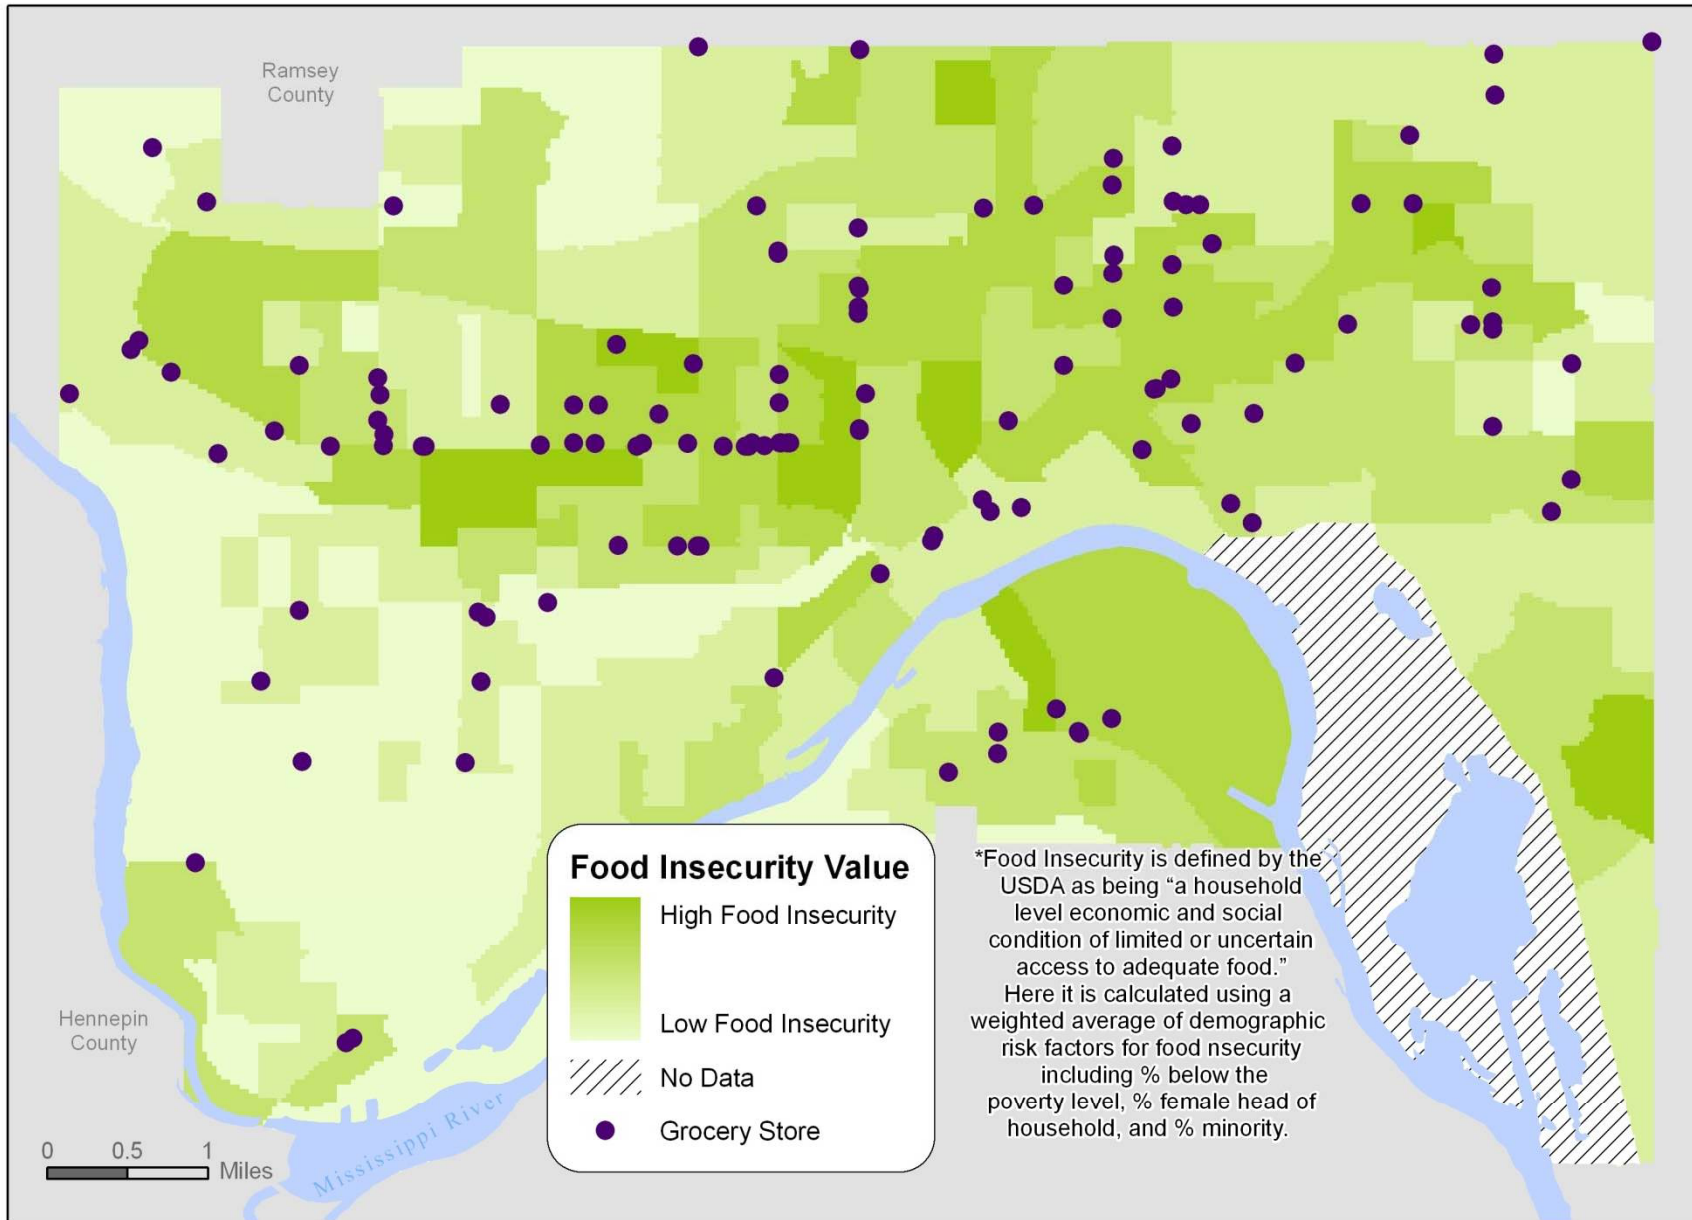 Ramsey
County
Food Insecurity Value
High Food Insecurity
Low Food Insecurity
No Data
Grocery Store
*Food Insecurity is defined by the
USDA as being “a household
level economic and social
condition of limited or uncertain
access to adequate food.”
Here it is calculated using a
weighted average of demographic
risk factors for food nsecurity
including % below the
poverty level, % female head of
household, and % minority.
Hennepin
County
0 0.5 1
Miles
Mississippi River